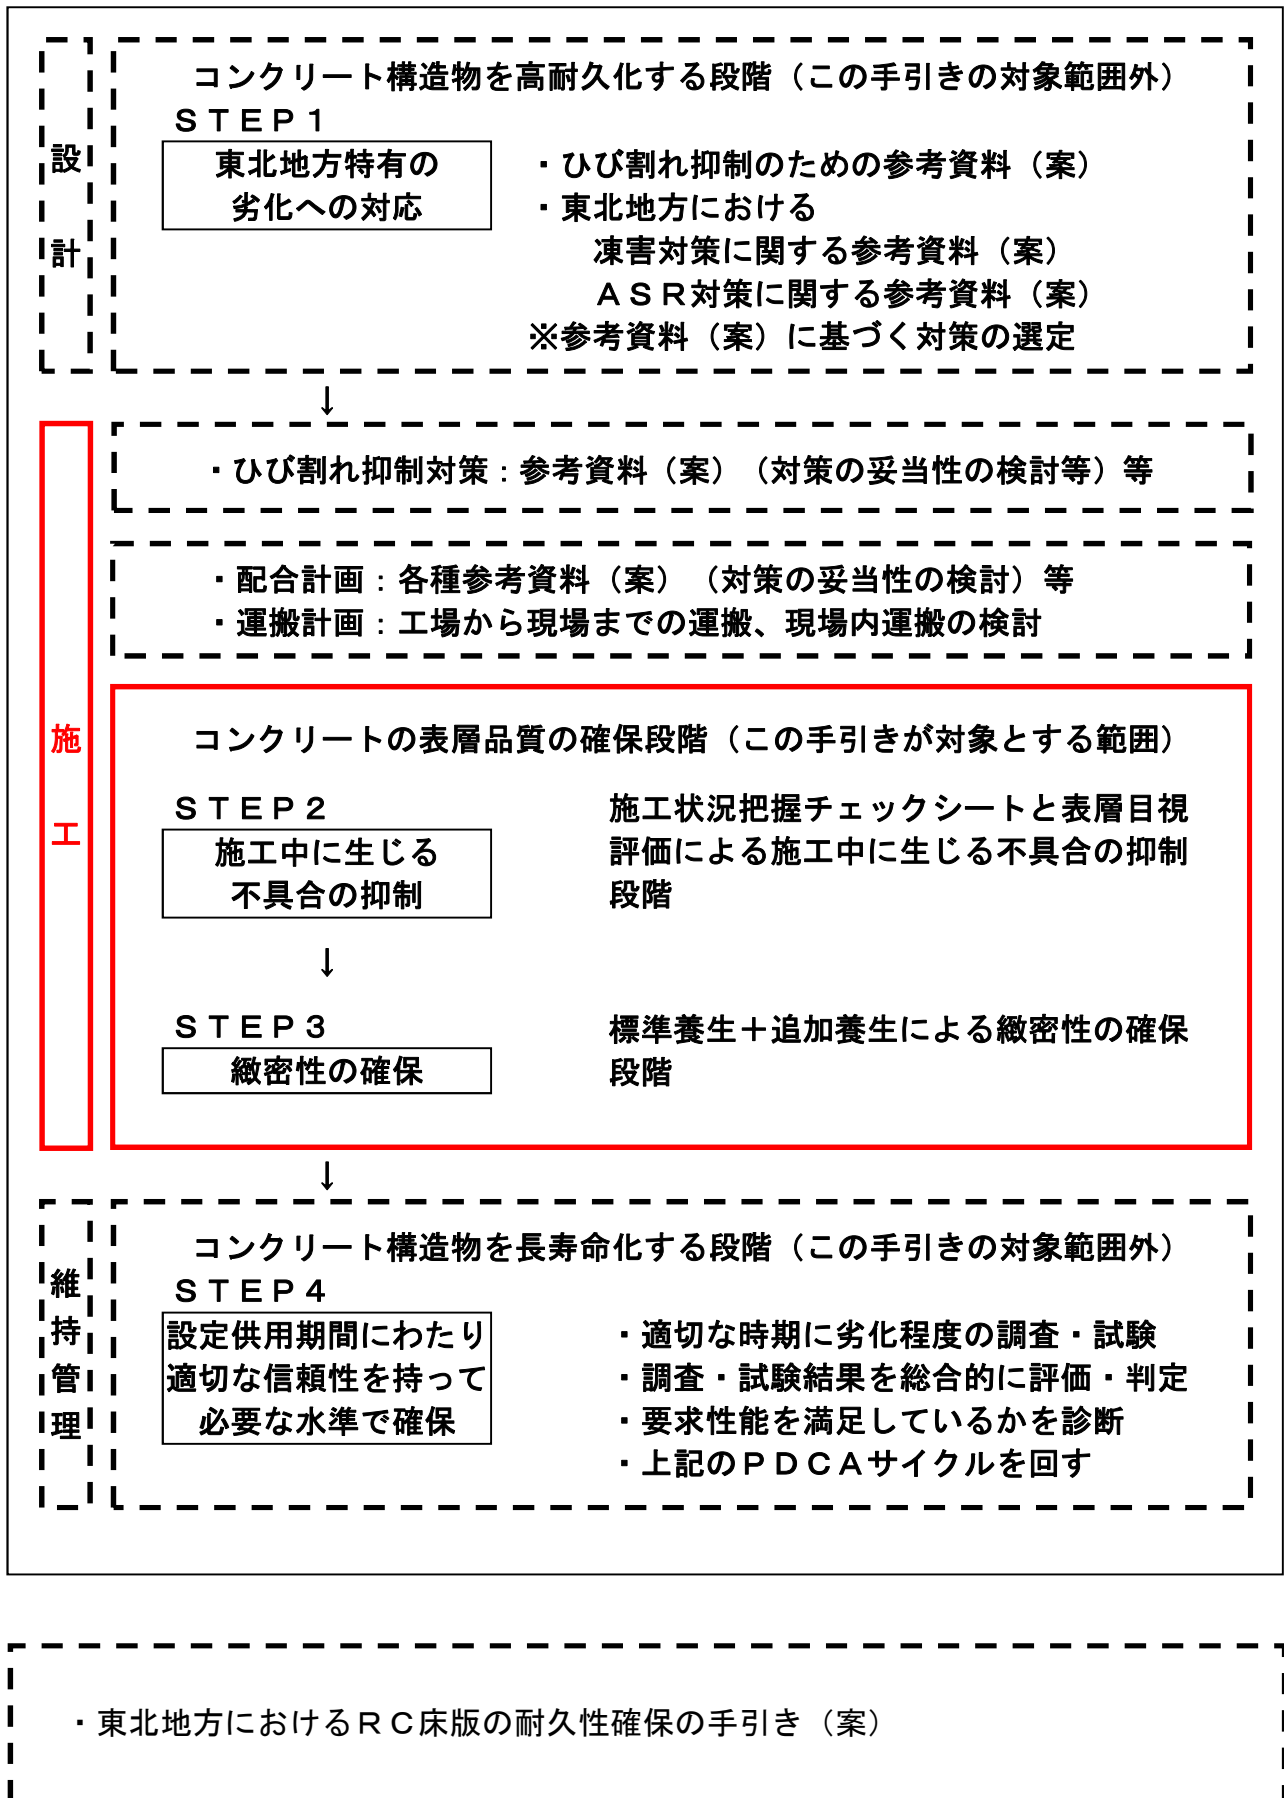 設計
コンクリート構造物を高耐久化する段階（この手引きの対象範囲外）
ＳＴＥＰ１
東北地方特有の
劣化への対応
・ひび割れ抑制のための参考資料（案）
・東北地方における
凍害対策に関する参考資料（案）
ＡＳＲ対策に関する参考資料（案）
※参考資料（案）に基づく対策の選定
↓
施工
・ひび割れ抑制対策：参考資料（案）（対策の妥当性の検討等）等
・配合計画：各種参考資料（案）（対策の妥当性の検討）等
・運搬計画：工場から現場までの運搬、現場内運搬の検討
コンクリートの表層品質の確保段階（この手引きが対象とする範囲）
ＳＴＥＰ２
施工中に生じる
不具合の抑制
施工状況把握チェックシートと表層目視
評価による施工中に生じる不具合の抑制
段階
↓
ＳＴＥＰ３
緻密性の確保
標準養生＋追加養生による緻密性の確保
段階
↓
維持管理
コンクリート構造物を長寿命化する段階（この手引きの対象範囲外）
ＳＴＥＰ４
設定供用期間にわたり
適切な信頼性を持って
必要な水準で確保
・適切な時期に劣化程度の調査・試験
・調査・試験結果を総合的に評価・判定
・要求性能を満足しているかを診断
・上記のＰＤＣＡサイクルを回す
・東北地方におけるＲＣ床版の耐久性確保の手引き（案）